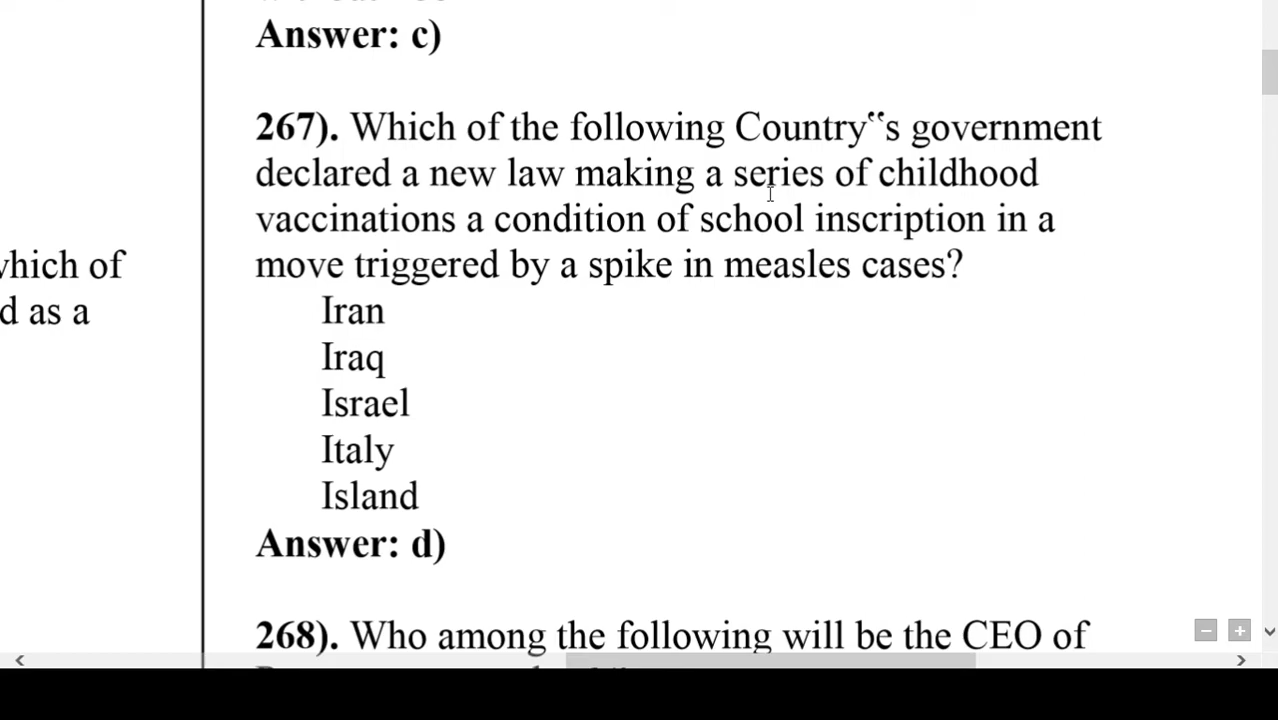 Answer: c)
267). Which of the following Country‟s government
declared a new law making a series of childhood
vaccinations a condition of school inscription in a
move triggered by a spike in measles cases?
Iran
Iraq
Israel
Italy
Island
Answer: d)
268). Who among the following will be the CEO of
which of
d as a